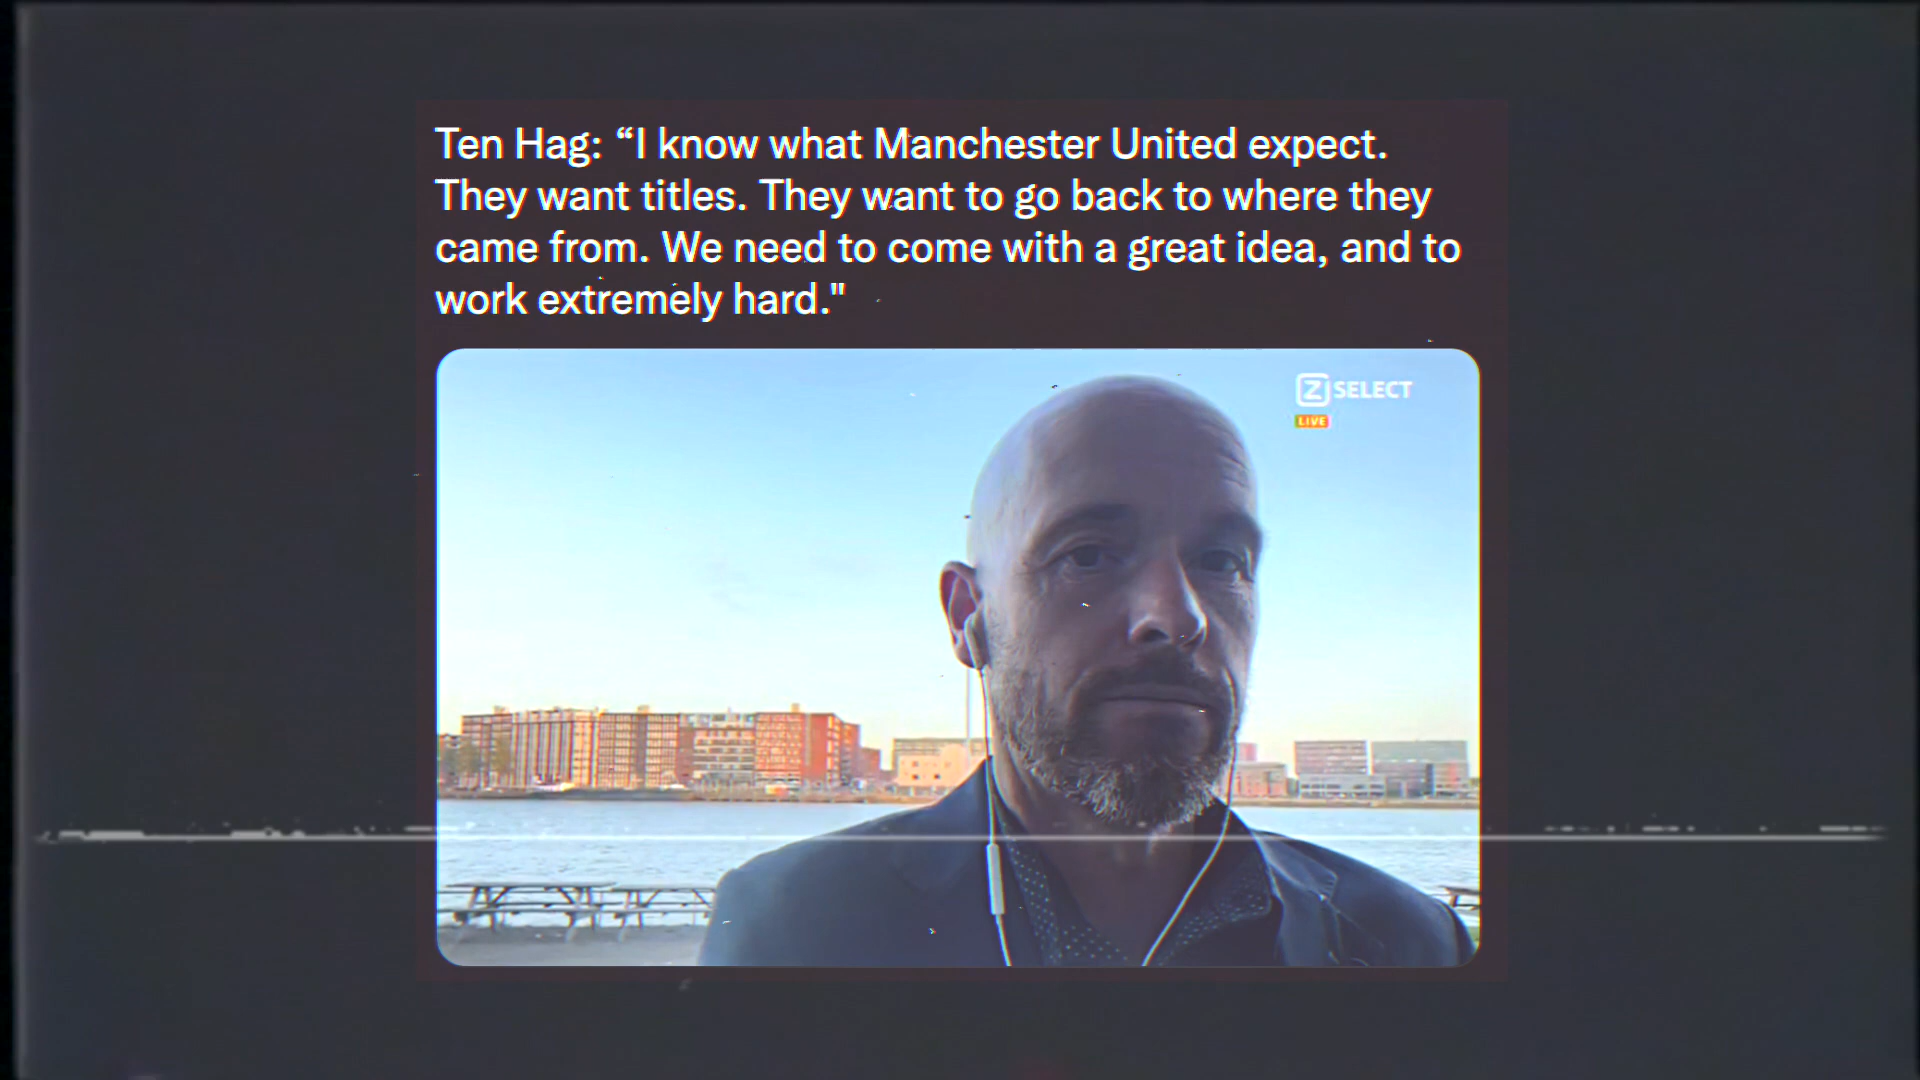 Ten Hag: “I know what Manchester United expect.
They want titles. They want to go back to where they
came from. We need to come with a great idea, and to
work extremely hard."
Z SELECT
LIVE